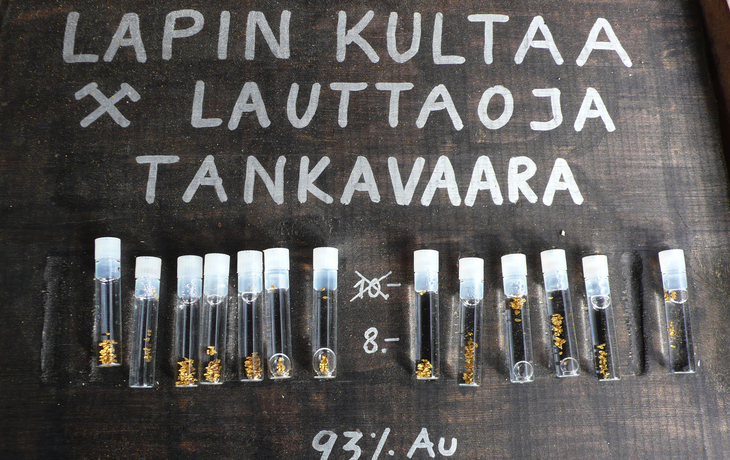 LAPIN KULTAA
⚒ LAUTTAOJA
TANKAVAARA
10.-
8.-
93% Au